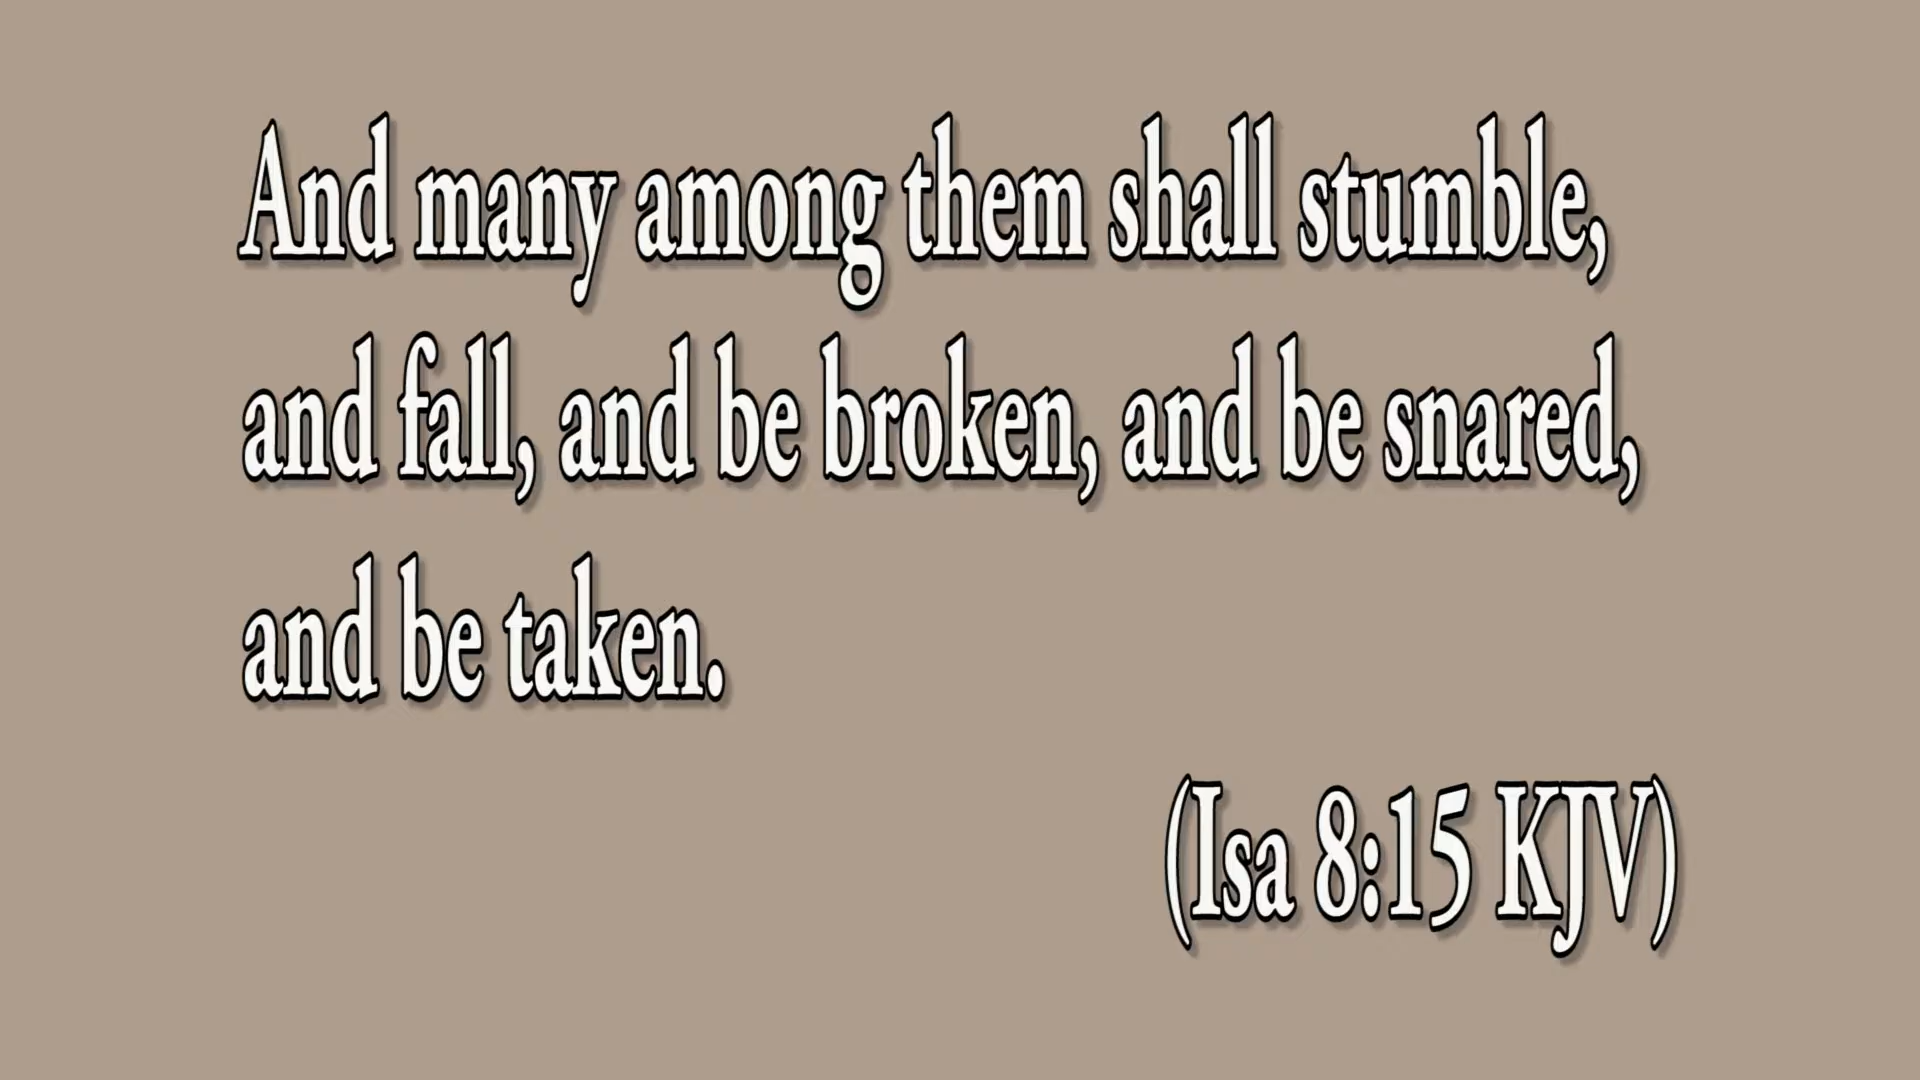 And many among them shall stumble,
and fall, and be broken, and be snared,
and be taken.
(Isa 8:15 KJV)